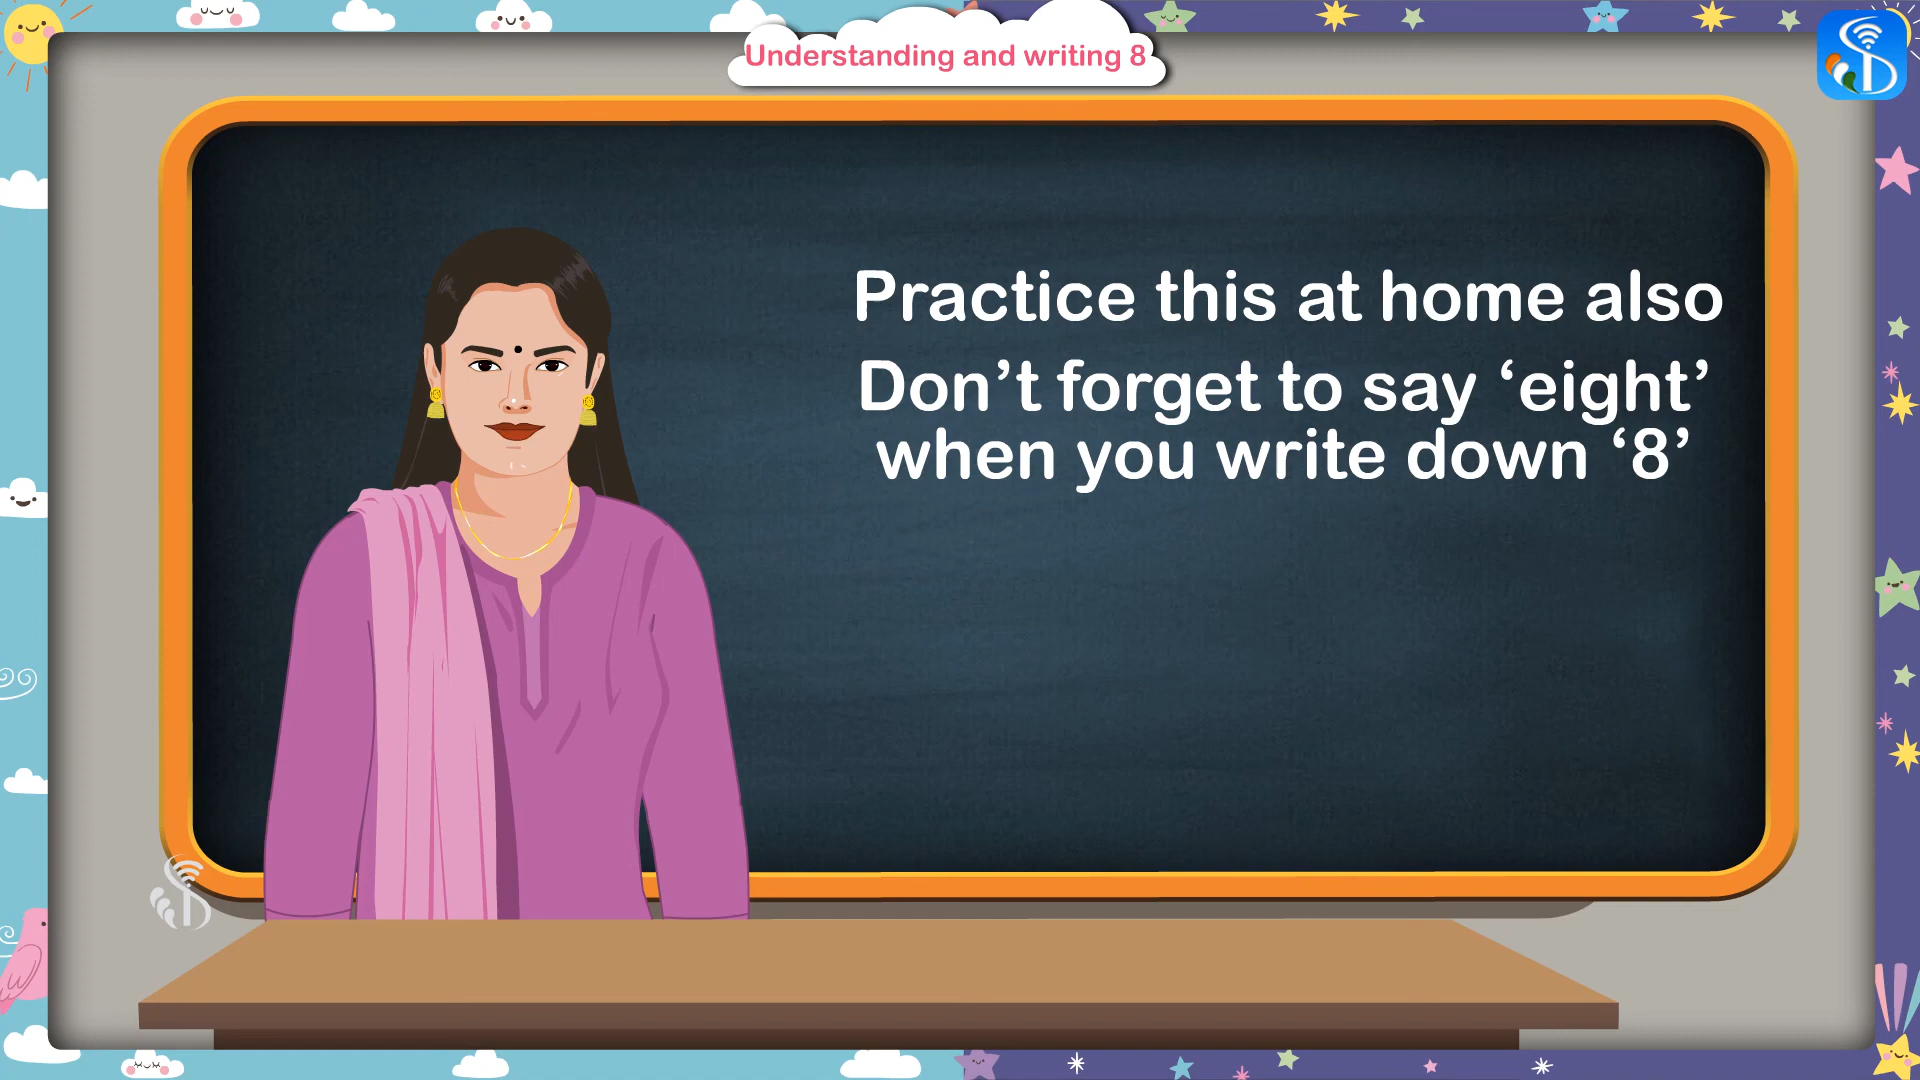 Understanding and writing 8
Practice this at home also
Don’t forget to say ‘eight’
when you write down ‘8’